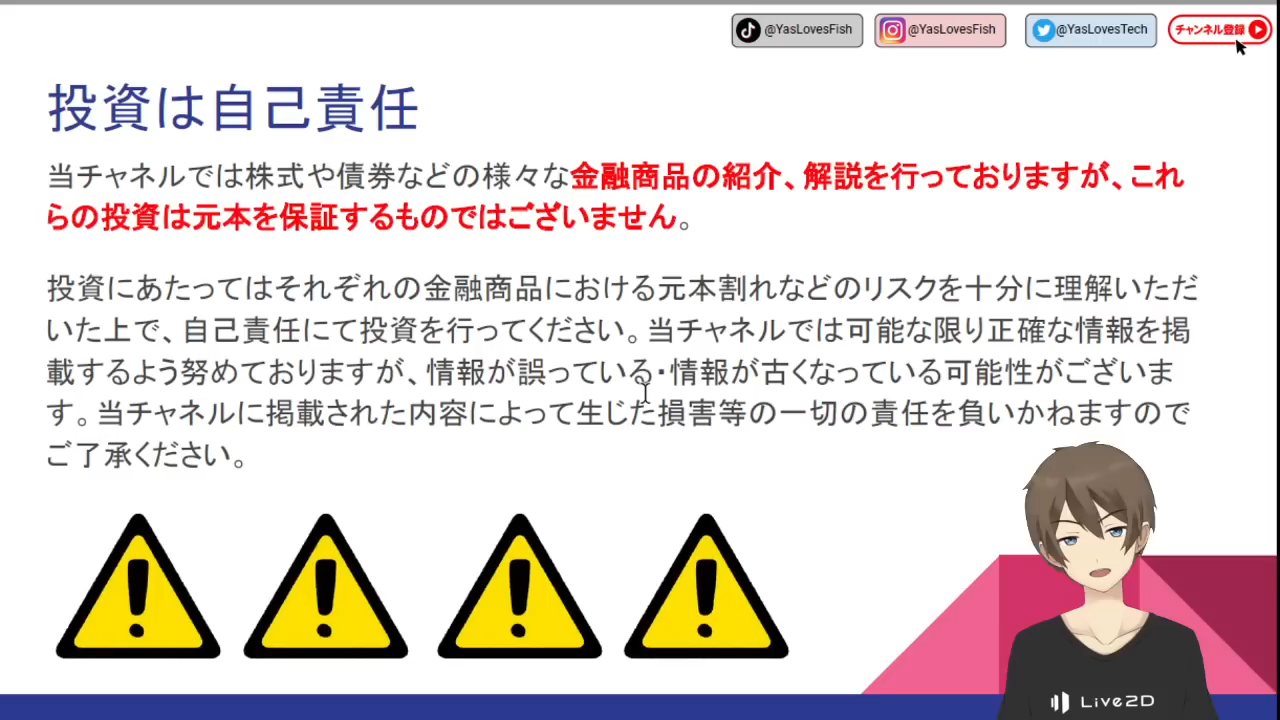 @YasLovesFish
@YasLovesFish
@YasLovesTech
チャンネル登録
投資は自己責任
当チャネルでは株式や債券などの様々な金融商品の紹介、解説を行っておりますが、これ
らの投資は元本を保証するものではございません。
投資にあたってはそれぞれの金融商品における元本割れなどのリスクを十分に理解いただ
いた上で、自己責任にて投資を行ってください。当チャネルでは可能な限り正確な情報を掲
載するよう努めておりますが、情報が誤っている・情報が古くなっている可能性がございま
す。当チャネルに掲載された内容によって生じた損害等の一切の責任を負いかねますので
ご了承ください。
Live2D